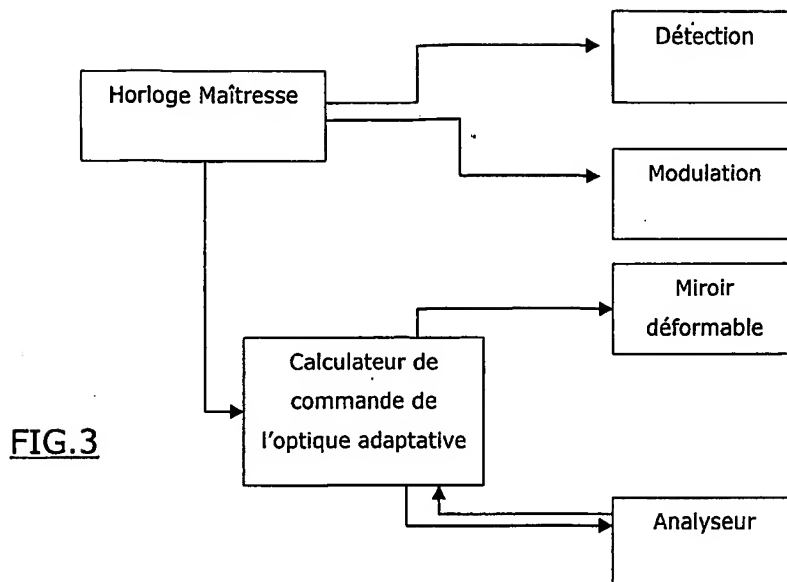 Détection
Horloge Maîtresse
Modulation
Miroir
déformable
Calculateur de
commande de
l'optique adaptative
FIG.3
Analyseur